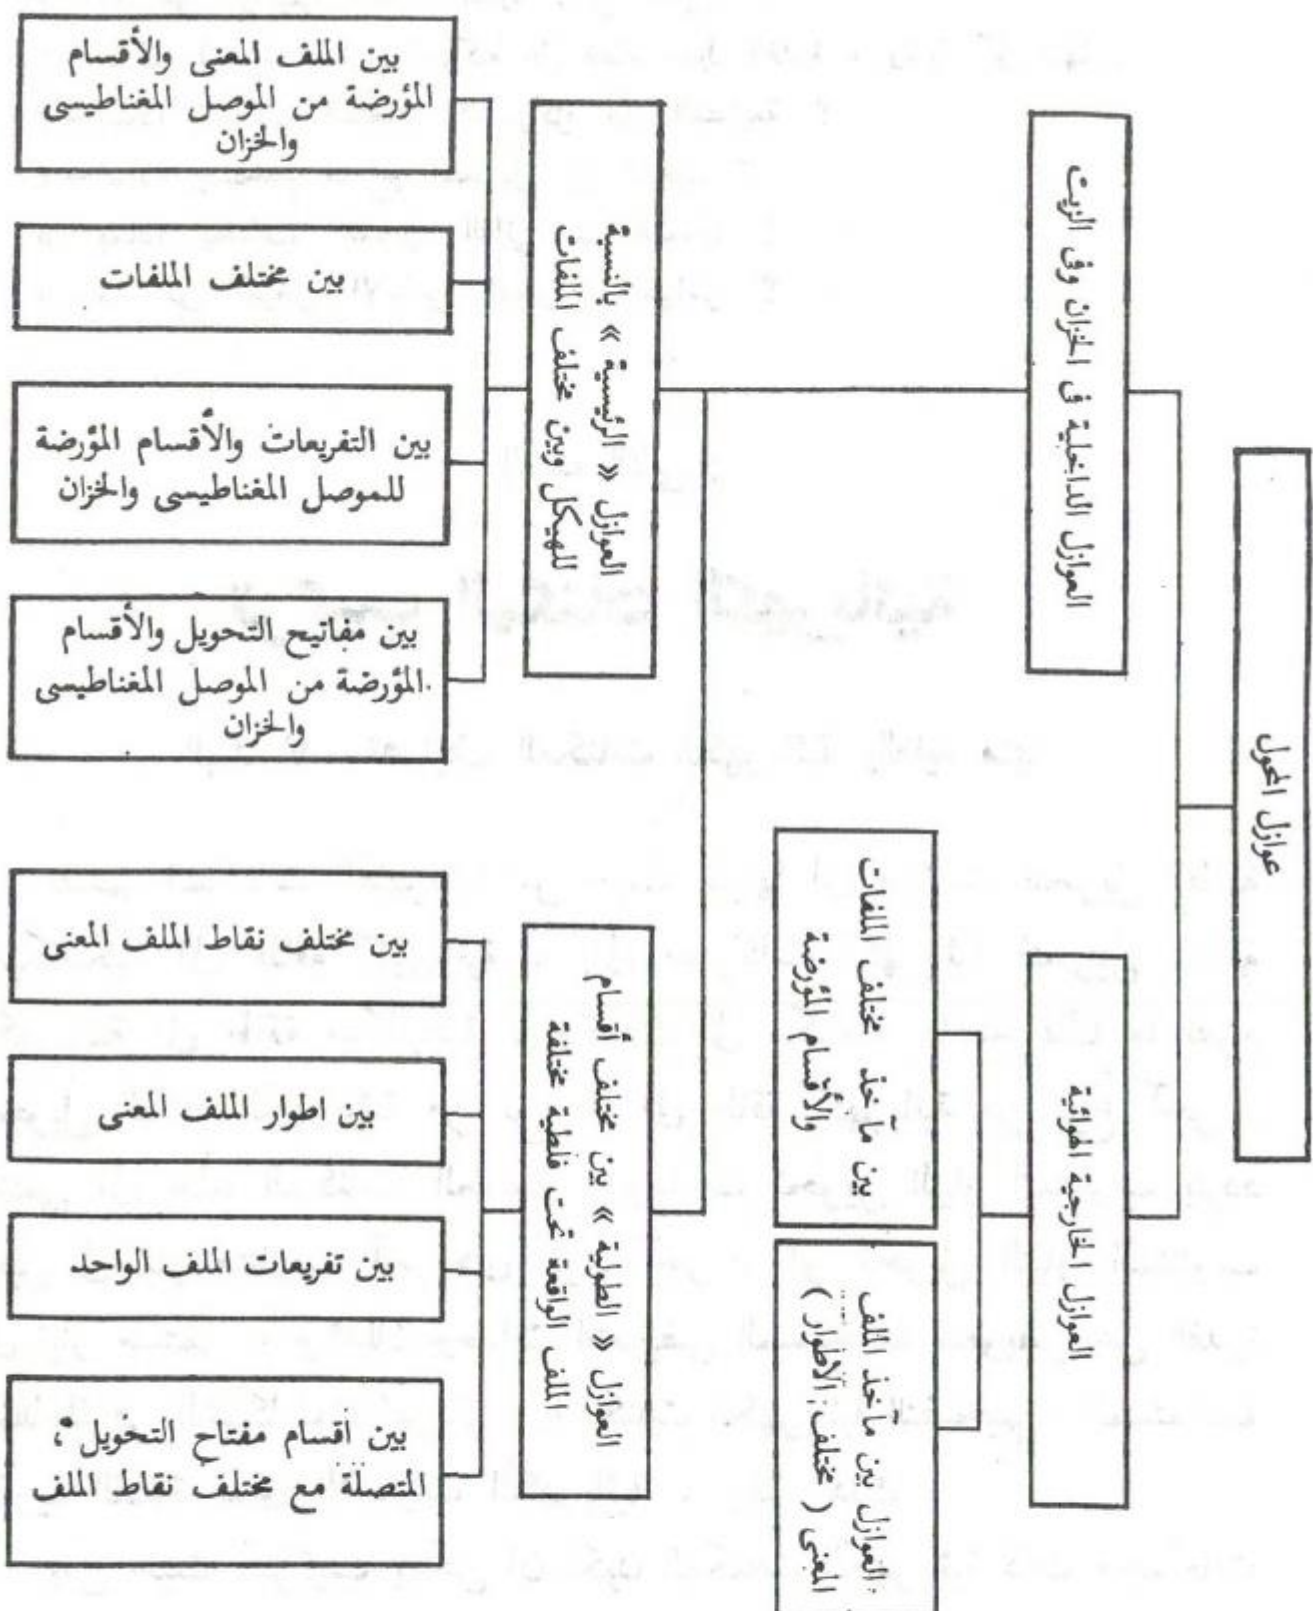 عوازل المحول
العوازل الداخلية فى الخزان وفى الزيت
العوازل « الرئيسية » بالنسبة
للهيكل وبين مختلف الملفات
بين الملف المعنى والأقسام
المؤرضة من الموصل المغناطيسى
والخزان
بين مختلف الملفات
بين التفريعات والأقسام المؤرضة
للموصل المغناطيسى والخزان
بين مفاتيح التحويل والأقسام
المؤرضة من الموصل المغناطيسى
والخزان
العوازل « الطولية » بين مختلف أقسام
الملف الواقعة تحت فلطية مختلفة
بين مختلف نقاط الملف المعنى
بين اطوار الملف المعنى
بين تفريعات الملف الواحد
بين أقسام مفتاح التحويل ،
المتصلة مع مختلف نقاط الملف
العوازل الخارجية الهوائية
بين مآخذ مختلف الملفات
والأقسام المؤرضة
العوازل بين مآخذ الملف
المعنى ( مختلف الاطوار )